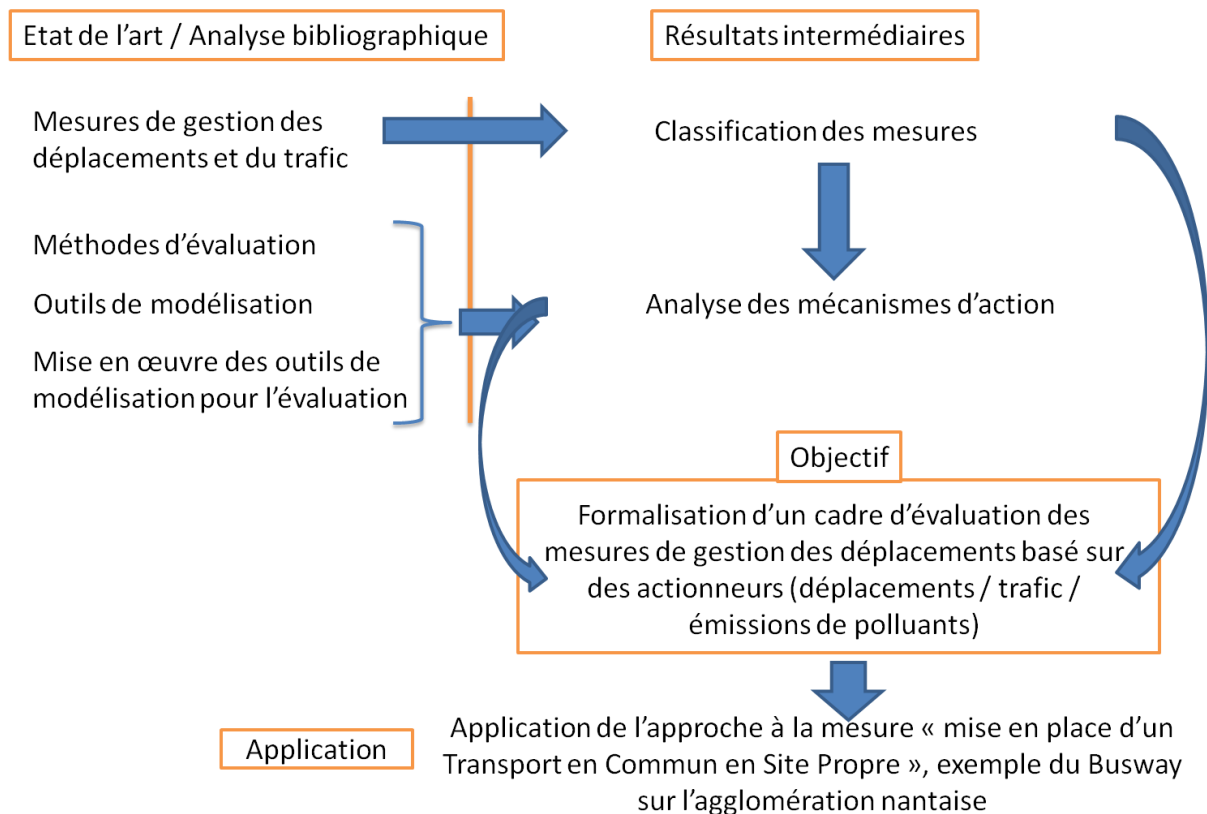 Etat de l’art / Analyse bibliographique
Résultats intermédiaires
Mesures de gestion des
déplacements et du trafic
Classification des mesures
Méthodes d’évaluation
Outils de modélisation
Mise en œuvre des outils de
modélisation pour l’évaluation
Analyse des mécanismes d’action
Objectif
Formalisation d’un cadre d’évaluation des
mesures de gestion des déplacements basé sur
des actionneurs (déplacements / trafic /
émissions de polluants)
Application
Application de l’approche à la mesure « mise en place d’un
Transport en Commun en Site Propre », exemple du Busway
sur l’agglomération nantaise